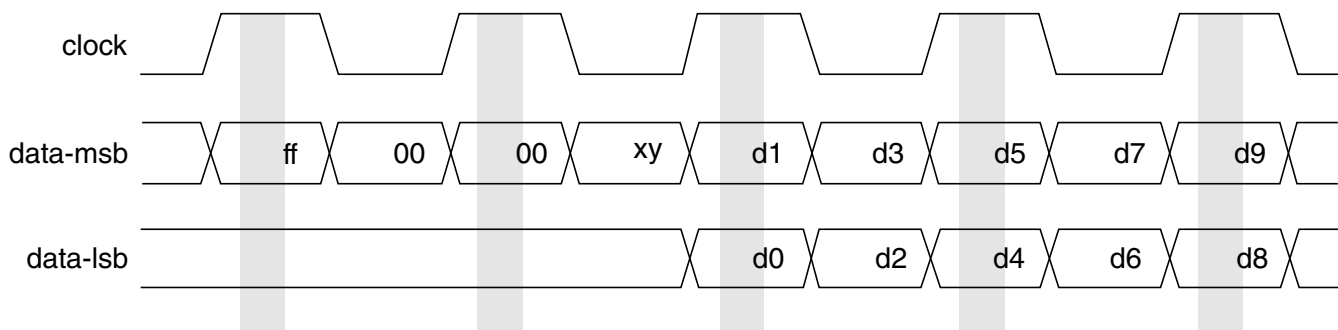 clock
data-msb ff 00 00 xy d1 d3 d5 d7 d9
data-lsb d0 d2 d4 d6 d8